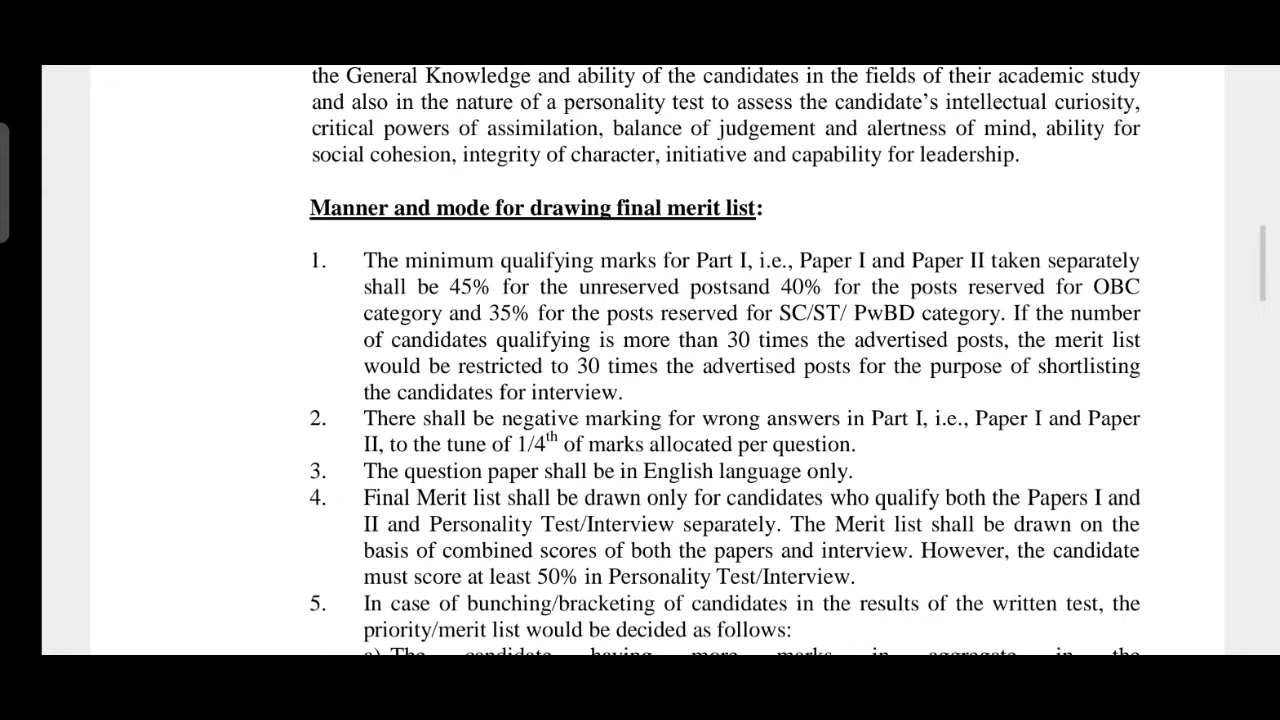 the General Knowledge and ability of the candidates in the fields of their academic study
and also in the nature of a personality test to assess the candidate’s intellectual curiosity,
critical powers of assimilation, balance of judgement and alertness of mind, ability for
social cohesion, integrity of character, initiative and capability for leadership.
Manner and mode for drawing final merit list:
1. The minimum qualifying marks for Part I, i.e., Paper I and Paper II taken separately
shall be 45% for the unreserved postsand 40% for the posts reserved for OBC
category and 35% for the posts reserved for SC/ST/ PwBD category. If the number
of candidates qualifying is more than 30 times the advertised posts, the merit list
would be restricted to 30 times the advertised posts for the purpose of shortlisting
the candidates for interview.
2. There shall be negative marking for wrong answers in Part I, i.e., Paper I and Paper
II, to the tune of 1/4th of marks allocated per question.
3. The question paper shall be in English language only.
4. Final Merit list shall be drawn only for candidates who qualify both the Papers I and
II and Personality Test/Interview separately. The Merit list shall be drawn on the
basis of combined scores of both the papers and interview. However, the candidate
must score at least 50% in Personality Test/Interview.
5. In case of bunching/bracketing of candidates in the results of the written test, the
priority/merit list would be decided as follows:
a) The candidate having more marks in aggregate in the